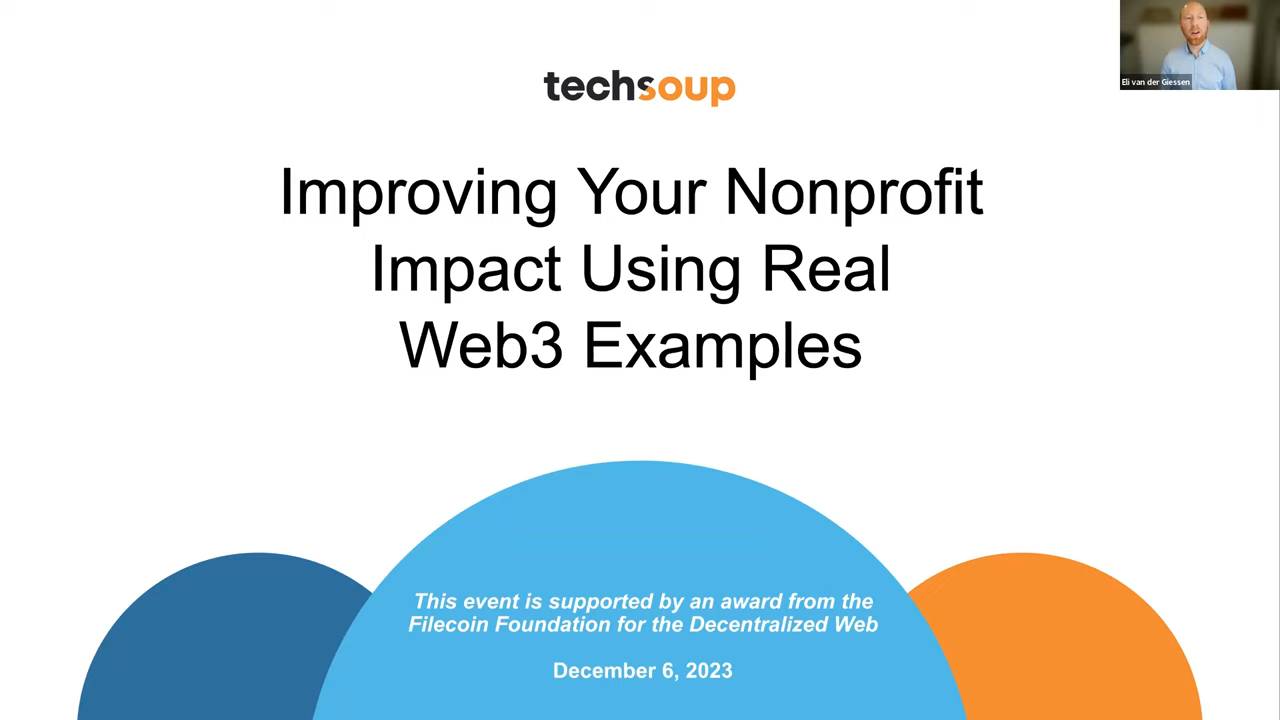 techsoup
Eli van der Giessen
Improving Your Nonprofit
Impact Using Real
Web3 Examples
This event is supported by an award from the
Filecoin Foundation for the Decentralized Web
December 6, 2023